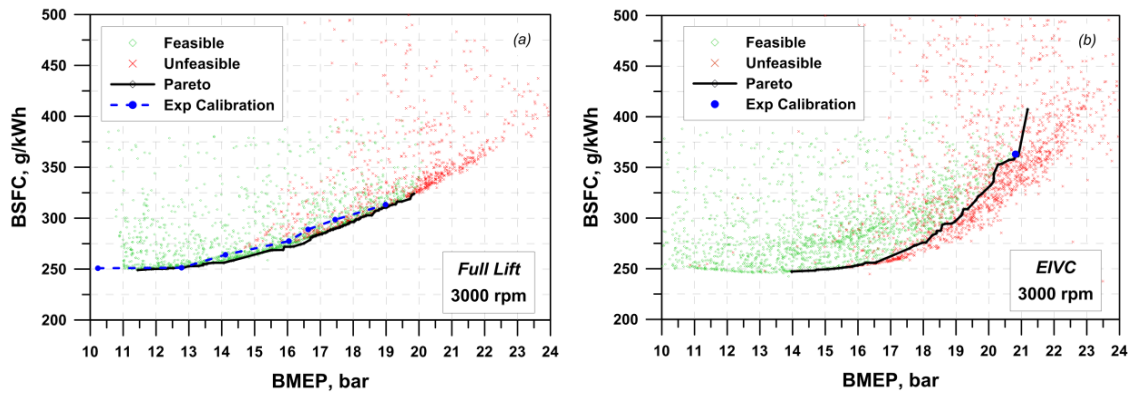 500
450
400
350
300
250
200
BSFC, g/kWh
Feasible
Unfeasible
Pareto
Exp Calibration
(a)
Full Lift
3000 rpm
10 11 12 13 14 15 16 17 18 19 20 21 22 23 24
BMEP, bar
500
450
400
350
300
250
200
BSFC, g/kWh
Feasible
Unfeasible
Pareto
Exp Calibration
(b)
EIVC
3000 rpm
10 11 12 13 14 15 16 17 18 19 20 21 22 23 24
BMEP, bar